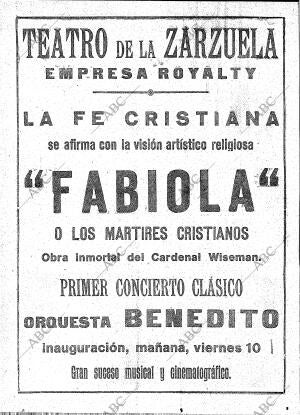 TEATRO DE LA ZARZUELA
EMPRESA ROYALTY
LA FE CRISTIANA
se afirma con la visión artístico religiosa
"FABIOLA"
O LOS MARTIRES CRISTIANOS
Obra inmortal del Cardenal Wiseman.
PRIMER CONCIERTO CLÁSICO
ORQUESTA BENEDITO
inauguración, mañana, viernes 10
Gran suceso musical y cinematográfico.